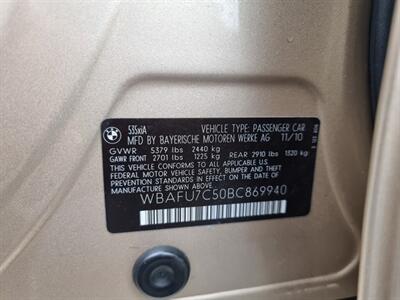 BMW
535xiA VEHICLE TYPE: PASSENGER CAR
MFD BY BAYERISCHE MOTOREN WERKE AG 11/10
GVWR 5379 lbs 2440 kg
GAWR FRONT 2701 lbs 1225 kg REAR 2910 lbs 1320 kg
THIS VEHICLE CONFORMS TO ALL APPLICABLE U.S. FEDERAL
MOTOR VEHICLE SAFETY, BUMPER AND THEFT PREVENTION
STANDARDS IN EFFECT ON THE DATE OF MANUFACTURE
SHOWN ABOVE.
WBAFU7C50BC869940